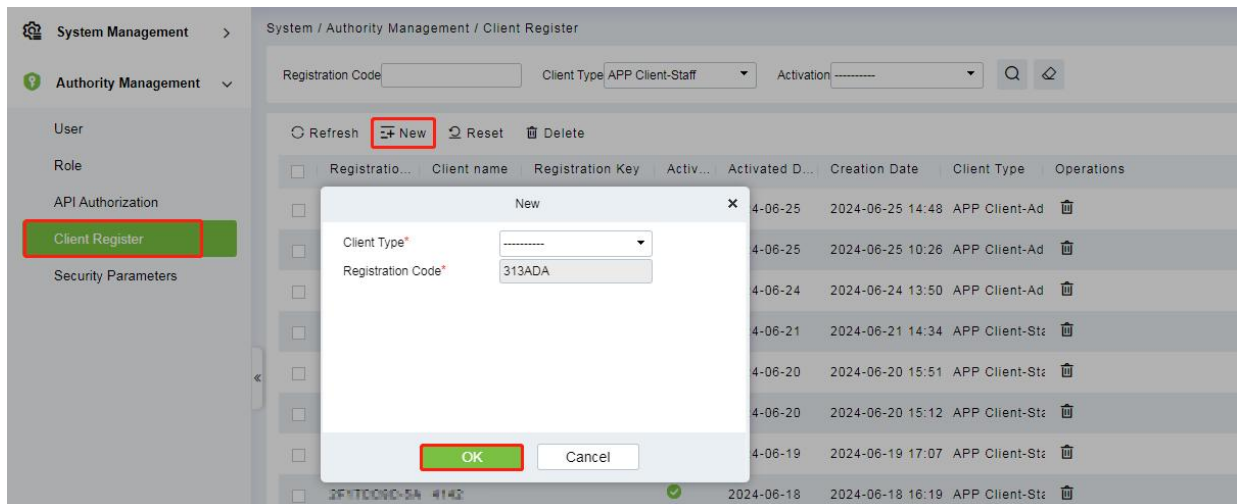 System Management
System / Authority Management / Client Register
Authority Management
Registration Code
Client Type APP Client-Staff
Activation ----------
User
Role
API Authorization
Client Register
Security Parameters
Refresh New Reset Delete
Registratio... Client name Registration Key Activ... Activated D... Creation Date Client Type Operations
New
Client Type* ----------
Registration Code* 313ADA
OK Cancel
4-06-25 2024-06-25 14:48 APP Client-Ad
4-06-25 2024-06-25 10:26 APP Client-Ad
4-06-24 2024-06-24 13:50 APP Client-Ad
4-06-21 2024-06-21 14:34 APP Client-Sta
4-06-20 2024-06-20 15:51 APP Client-Sta
4-06-20 2024-06-20 15:12 APP Client-Sta
4-06-19 2024-06-19 17:07 APP Client-Sta
2024-06-18 2024-06-18 16:19 APP Client-Sta